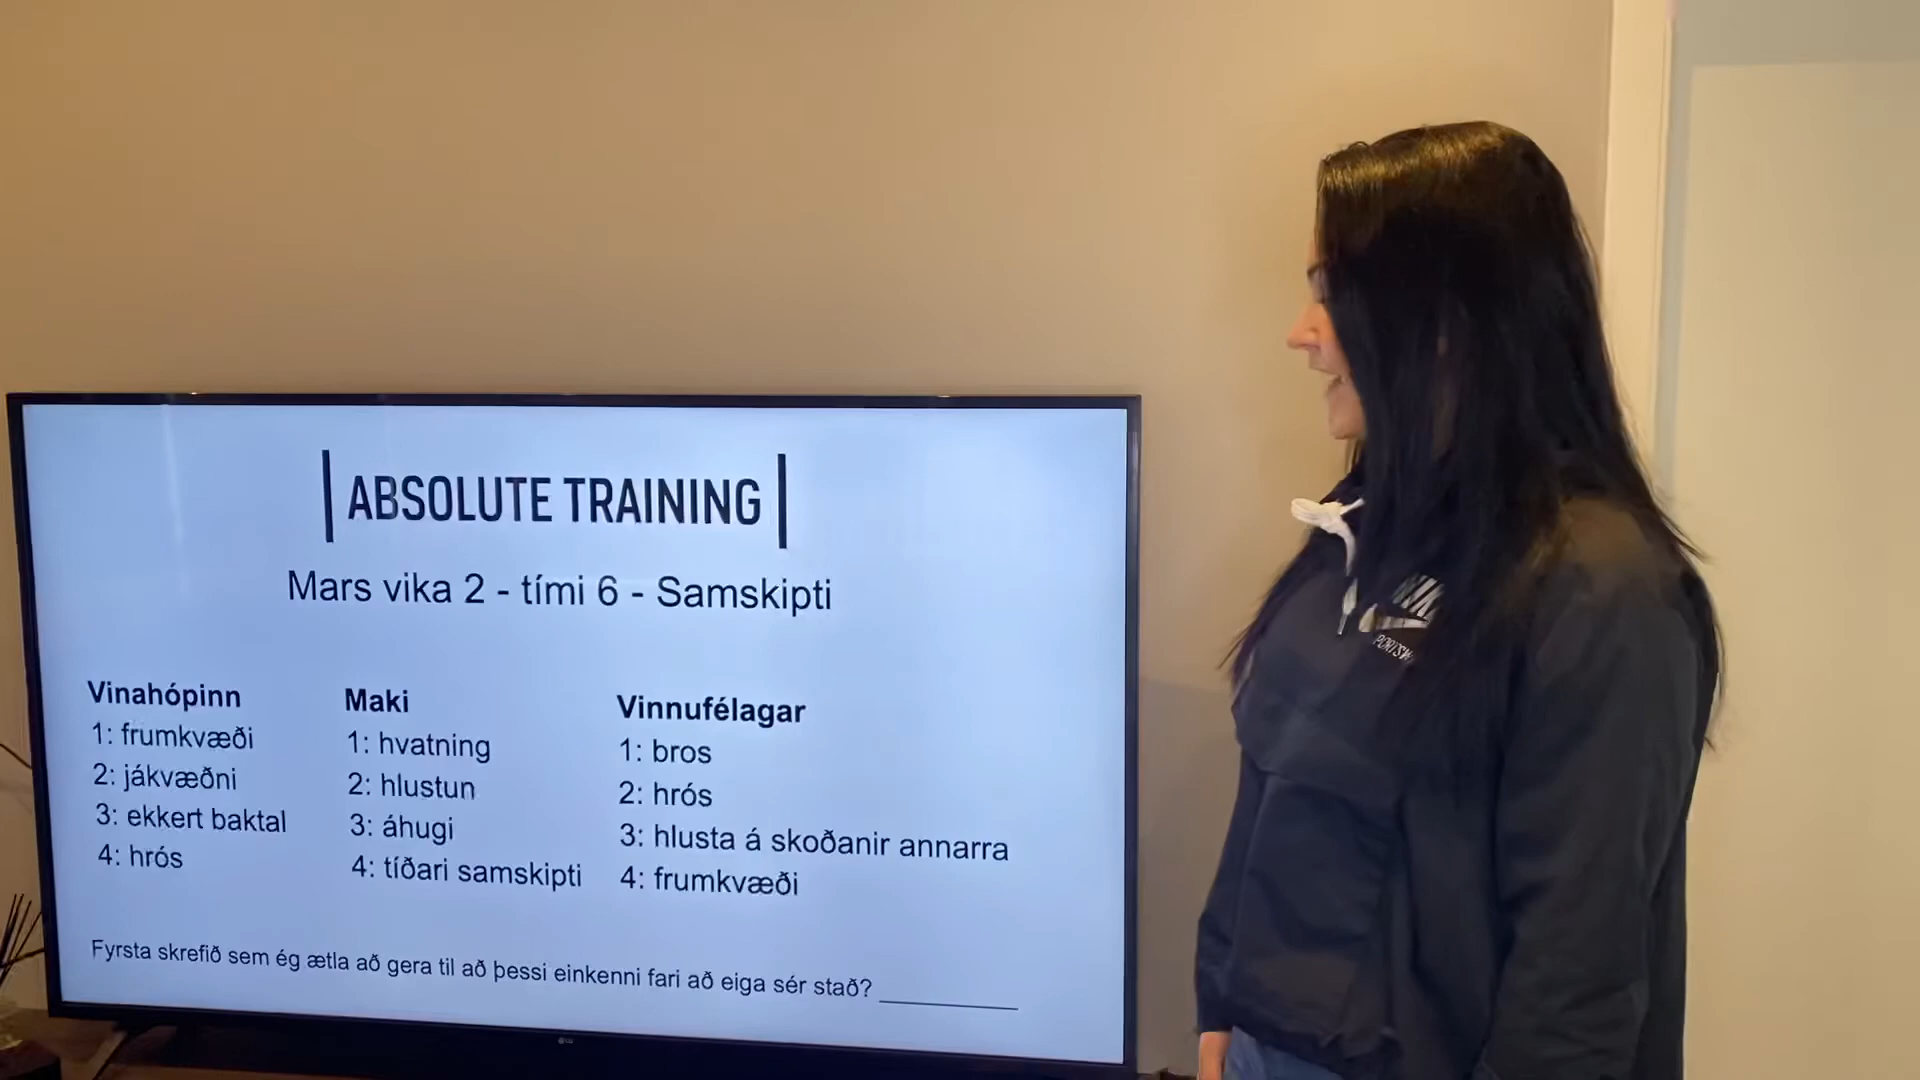 ABSOLUTE TRAINING
Mars vika 2 - tími 6 - Samskipti
Vinahópinn
1: frumkvæði
2: jákvæðni
3: ekkert baktal
4: hrós
Maki
1: hvatning
2: hlustun
3: áhugi
4: tíðari samskipti
Vinnufélagar
1: bros
2: hrós
3: hlusta á skoðanir annarra
4: frumkvæði
Fyrsta skrefið sem ég ætla að gera til að þessi einkenni fari að eiga sér stað? ___________
LG